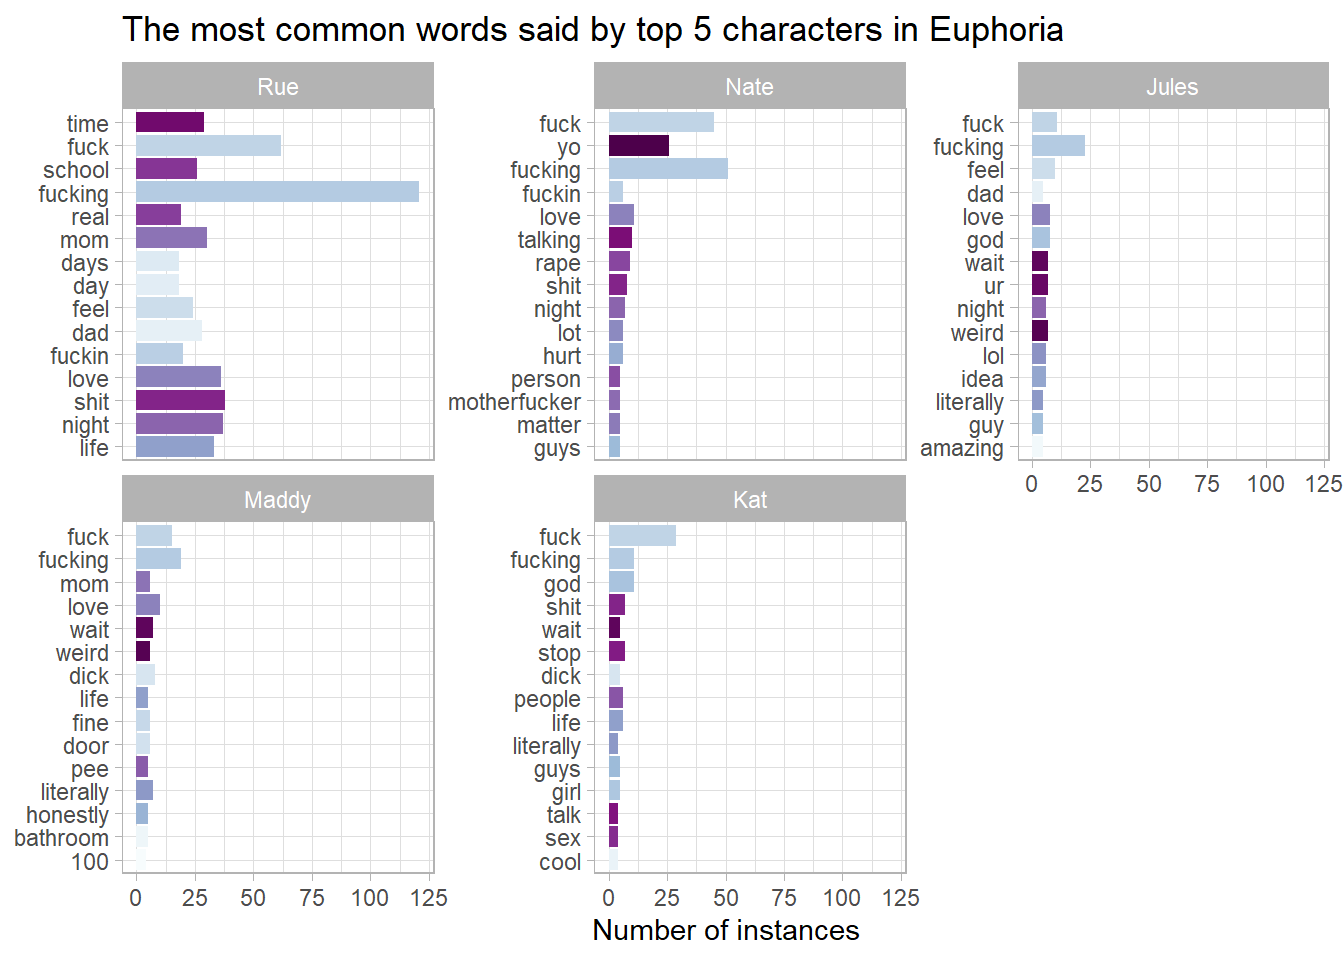 The most common words said by top 5 characters in Euphoria
Rue
time
fuck
school
fucking
real
mom
days
day
feel
dad
fuckin
love
shit
night
life
Nate
fuck
yo
fucking
fuckin
love
talking
rape
shit
night
lot
hurt
person
motherfucker
matter
guys
Jules
fuck
fucking
feel
dad
love
god
wait
ur
night
weird
lol
idea
literally
guy
amazing
0 25 50 75 100 125
Maddy
fuck
fucking
mom
love
wait
weird
dick
life
fine
door
pee
literally
honestly
bathroom
100
0 25 50 75 100 125
Kat
fuck
fucking
god
shit
wait
stop
dick
people
life
literally
guys
girl
talk
sex
cool
0 25 50 75 100 125
Number of instances